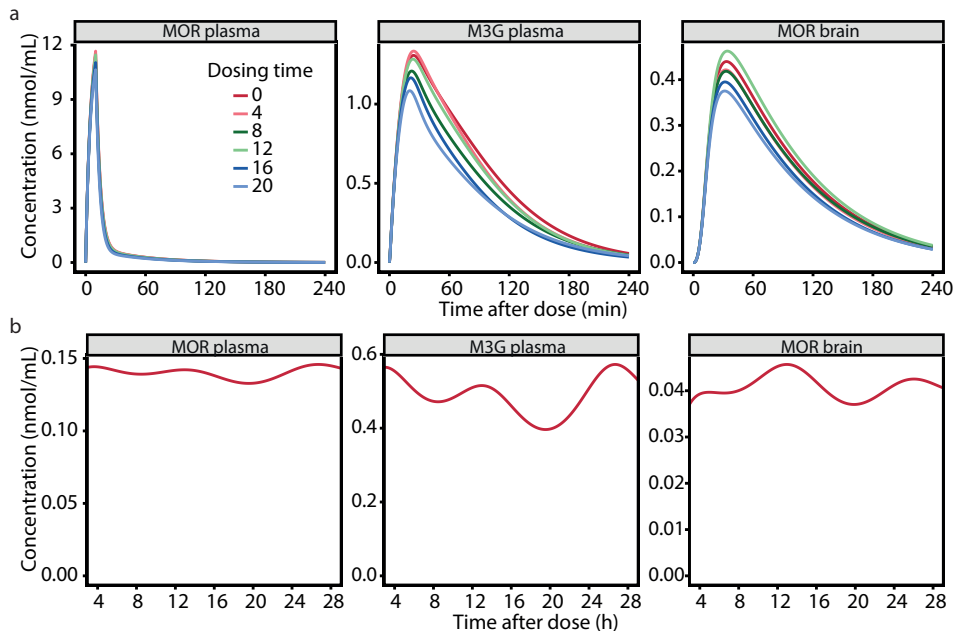 a
MOR plasma
M3G plasma
MOR brain
Concentration (nmol/mL)
12
9
6
3
0
Dosing time
0
4
8
12
16
20
1.0
0.5
0.0
0.4
0.3
0.2
0.1
0.0
0 60 120 180 240
0 60 120 180 240
0 60 120 180 240
Time after dose (min)
b
MOR plasma
M3G plasma
MOR brain
Concentration (nmol/mL)
0.15
0.10
0.05
0.00
0.6
0.4
0.2
0.0
0.04
0.03
0.02
0.01
0.00
4 8 12 16 20 24 28
4 8 12 16 20 24 28
4 8 12 16 20 24 28
Time after dose (h)